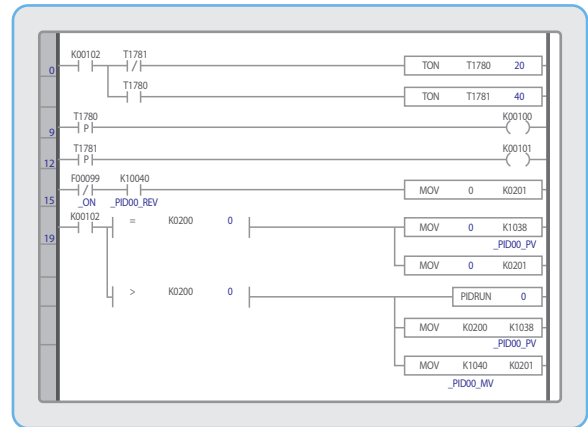 K00102 T1781
0 TON T1780 20
T1780
TON T1781 40
T1780 K00100
9 P
T1781 K00101
12 P
F00099 K10040
15 MOV 0 K0201
_ON _PID00_REV
K00102
19 = K0200 0 MOV 0 K1038
_PID00_PV
MOV 0 K0201
> K0200 0 PIDRUN 0
MOV K0200 K1038
_PID00_PV
MOV K1040 K0201
_PID00_MV